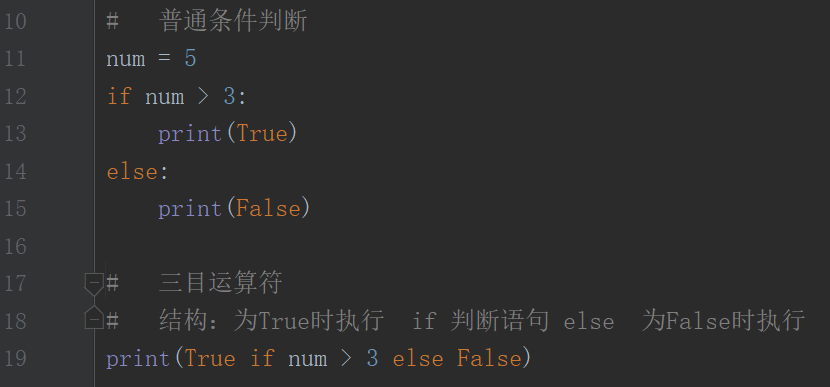 10 #   普通条件判断
11 num = 5
12 if num > 3:
13     print(True)
14 else:
15     print(False)
16
17 #   三目运算符
18 #   结构：为True时执行  if 判断语句 else  为False时执行
19 print(True if num > 3 else False)